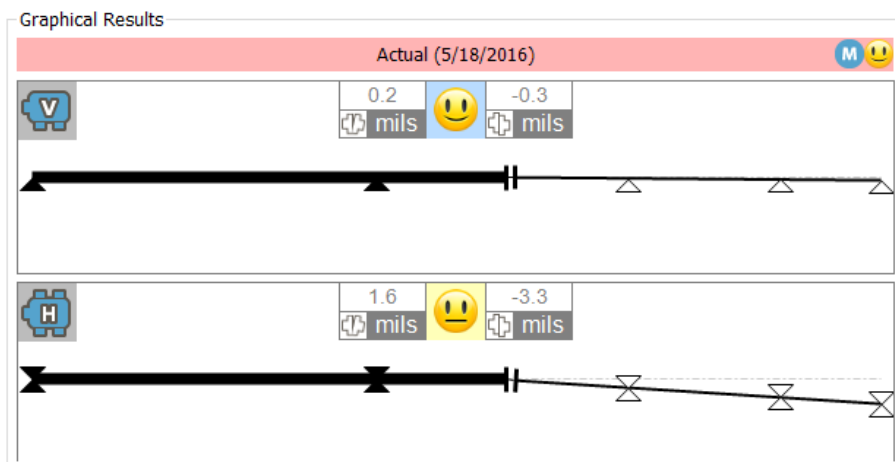 Graphical Results
Actual (5/18/2016)
M
V
0.2
-0.3
mils
mils
H
1.6
-3.3
mils
mils